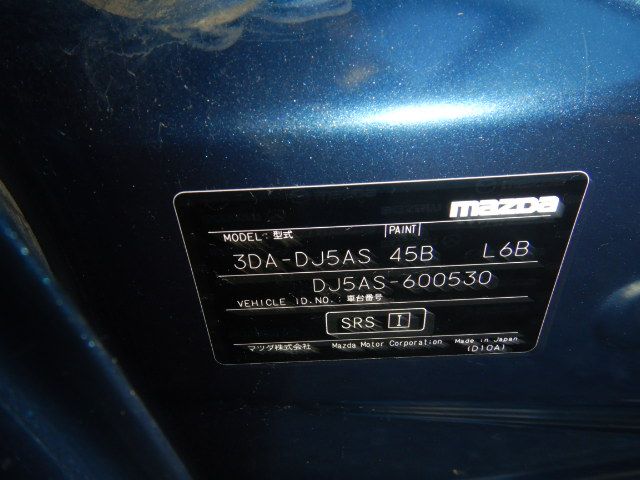 mazda
MODEL: 型式 PAINT
3DA-DJ5AS 45B L6B
DJ5AS-600530
VEHICLE ID.NO.: 車台番号
SRS I
マツダ株式会社 Mazda Motor Corporation Made in Japan
(D10A)